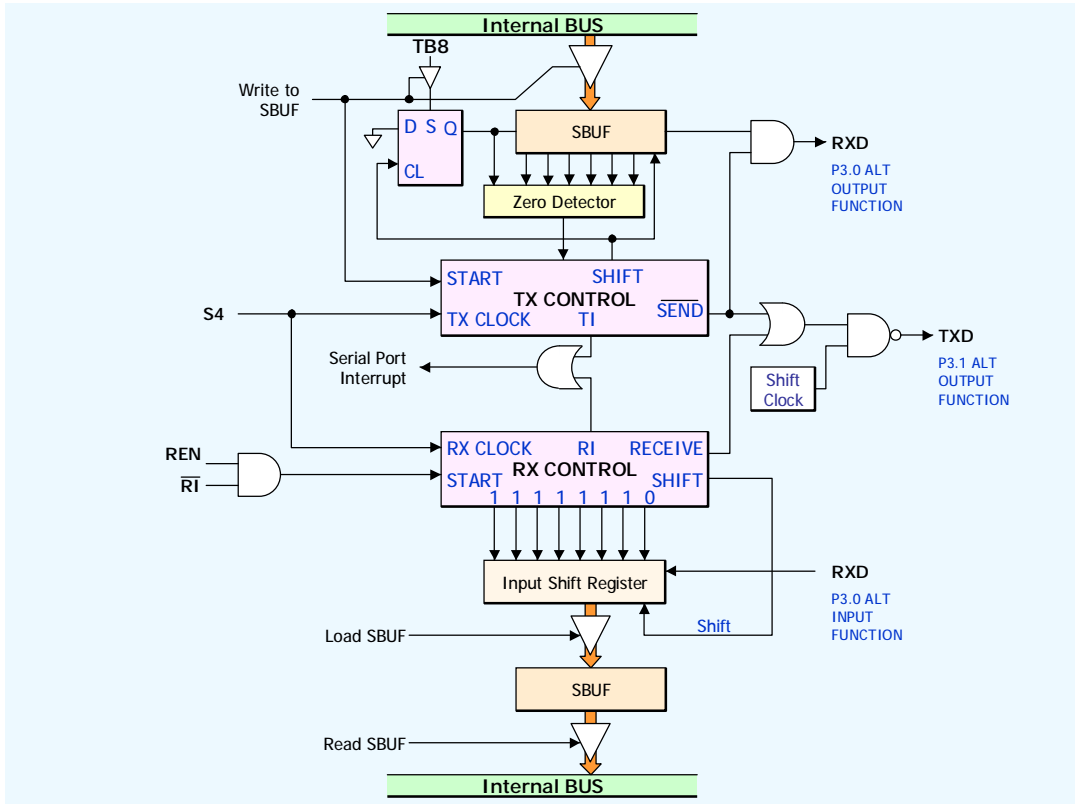 Internal BUS
TB8
Write to
SBUF
D S Q
CL
SBUF
RXD
P3.0 ALT
OUTPUT
FUNCTION
Zero Detector
START
SHIFT
TX CONTROL
SEND
TX CLOCK
TI
S4
TXD
P3.1 ALT
OUTPUT
FUNCTION
Serial Port
Interrupt
Shift
Clock
RX CLOCK
RI
RECEIVE
RX CONTROL
START
SHIFT
1 1 1 1 1 1 1 0
REN
RI
Input Shift Register
RXD
P3.0 ALT
INPUT
FUNCTION
Shift
Load SBUF
SBUF
Read SBUF
Internal BUS